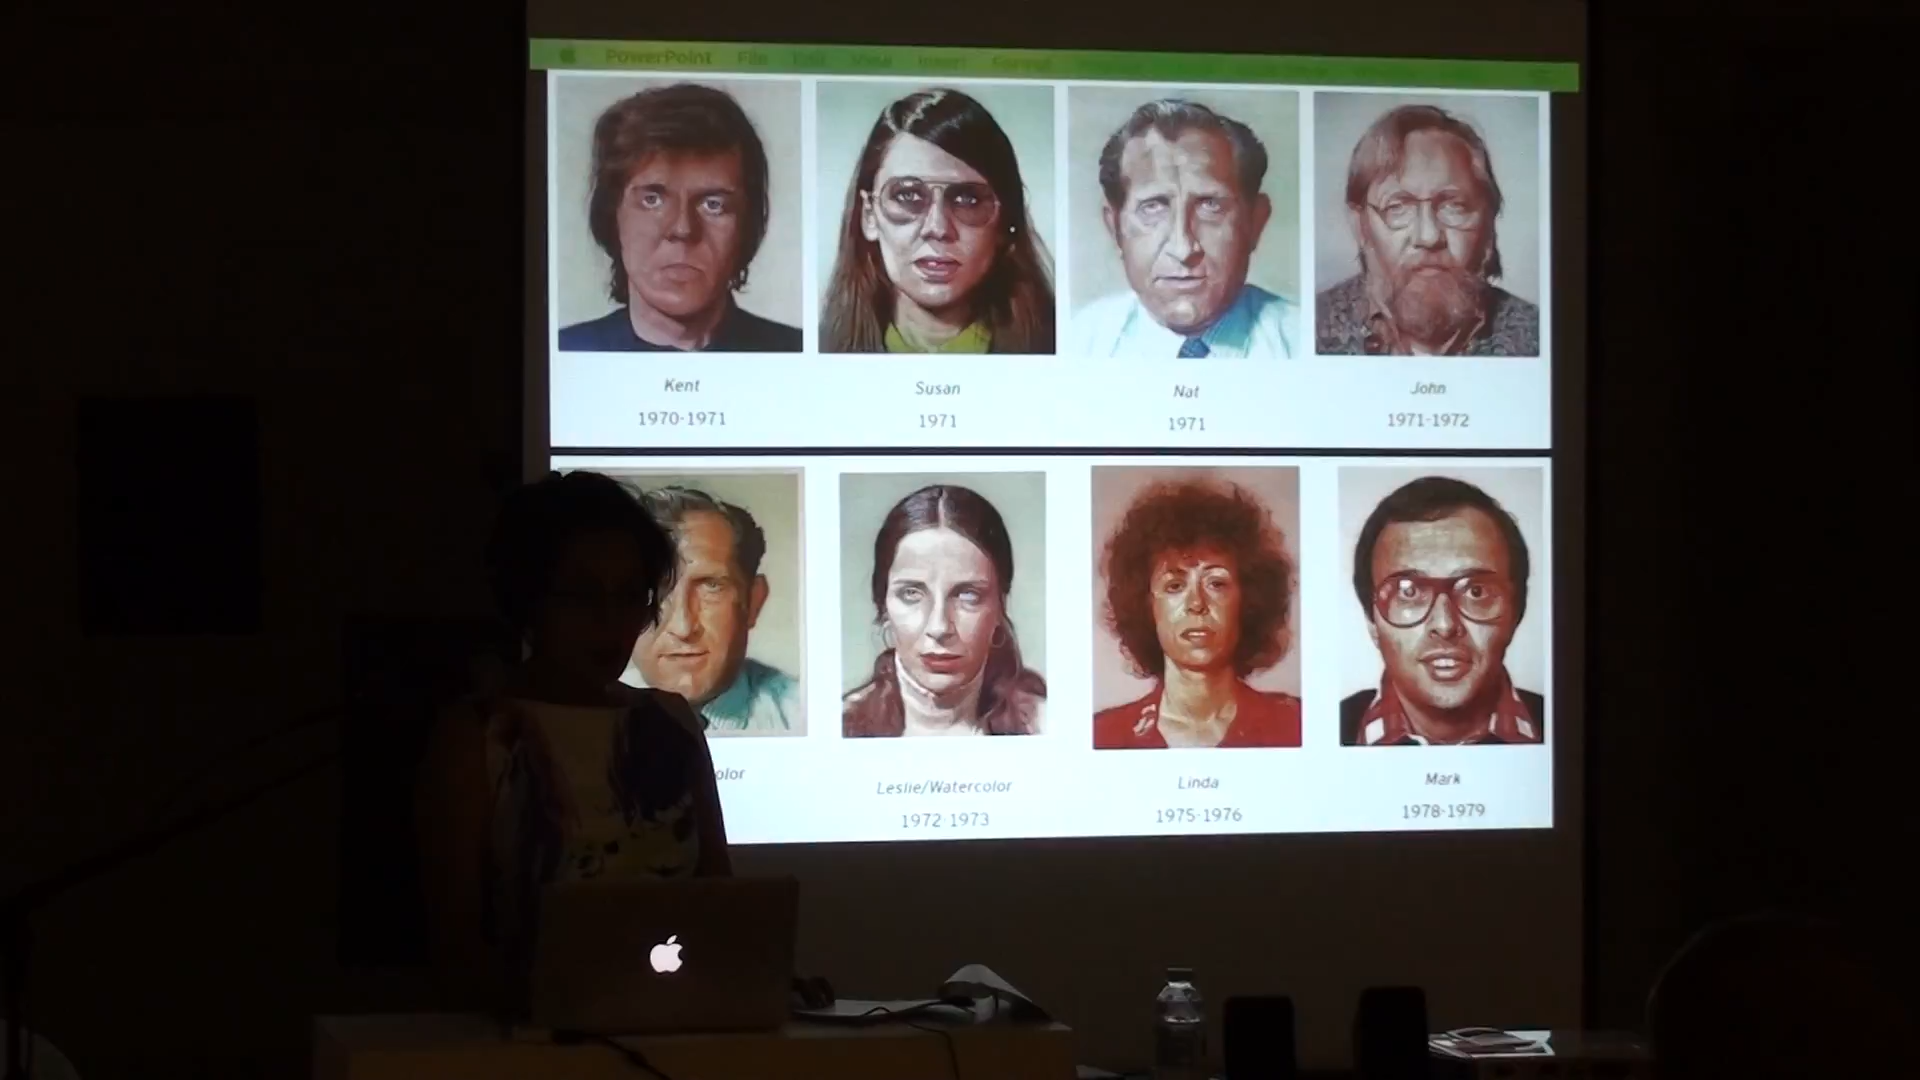 PowerPoint File Edit View Insert Format
Kent
1970-1971
Susan
1971
Nat
1971
John
1971-1972
olor
Leslie/Watercolor
1972-1973
Linda
1975-1976
Mark
1978-1979